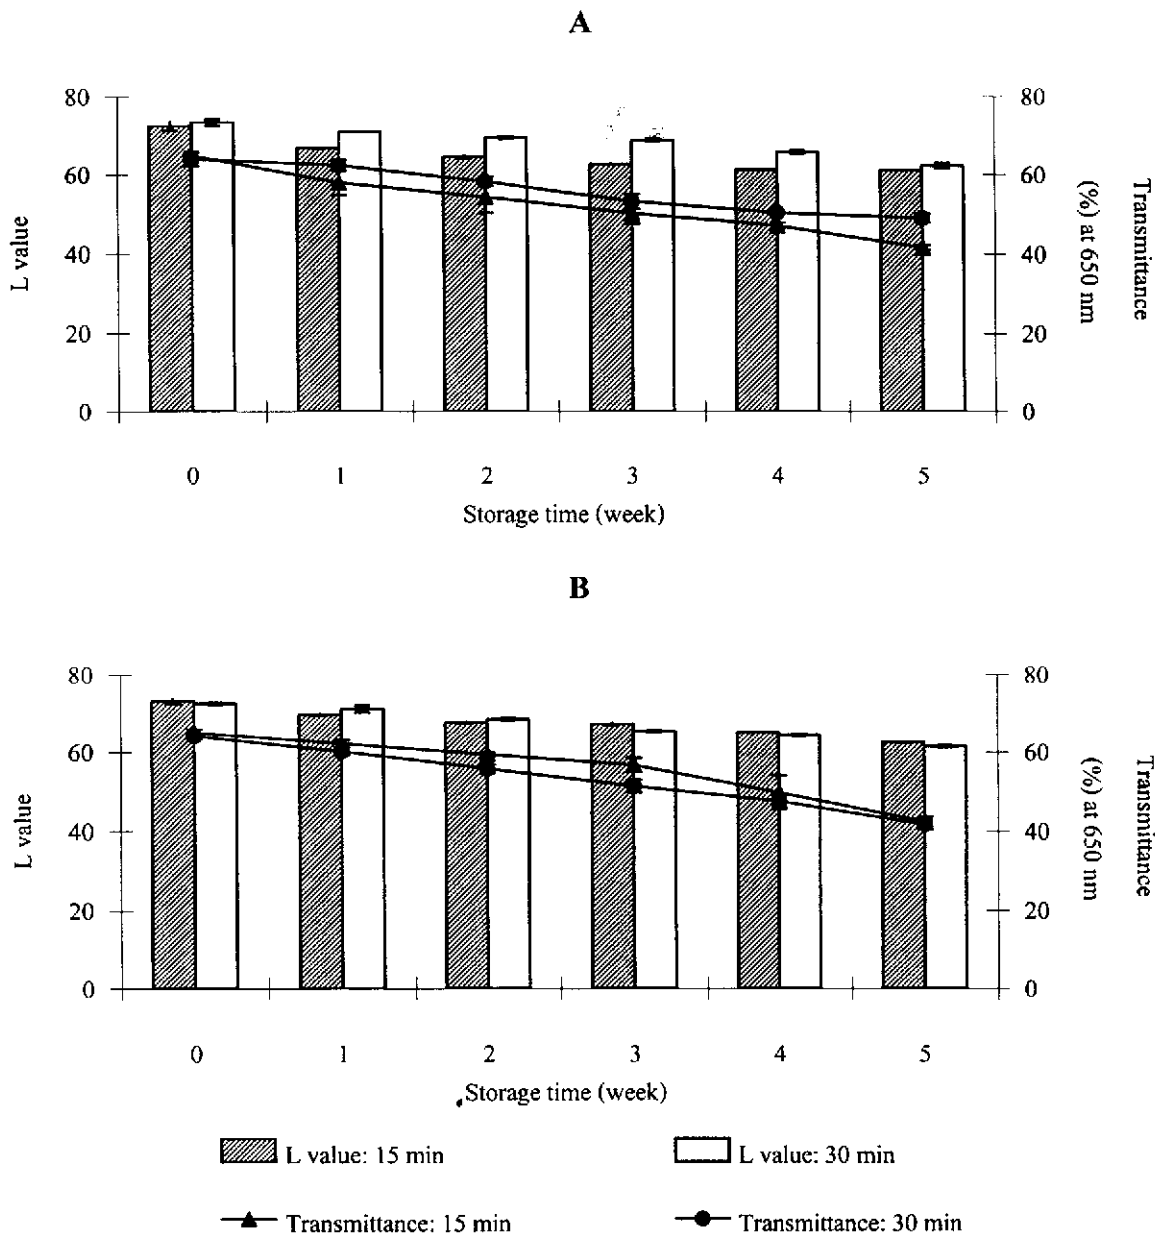 A
80
60
40
20
0
L value
80
60
40
20
0
Transmittance
(%) at 650 nm
0 1 2 3 4 5
Storage time (week)
B
80
60
40
20
0
L value
80
60
40
20
0
Transmittance
(%) at 650 nm
0 1 2 3 4 5
Storage time (week)
L value: 15 min
L value: 30 min
Transmittance: 15 min
Transmittance: 30 min